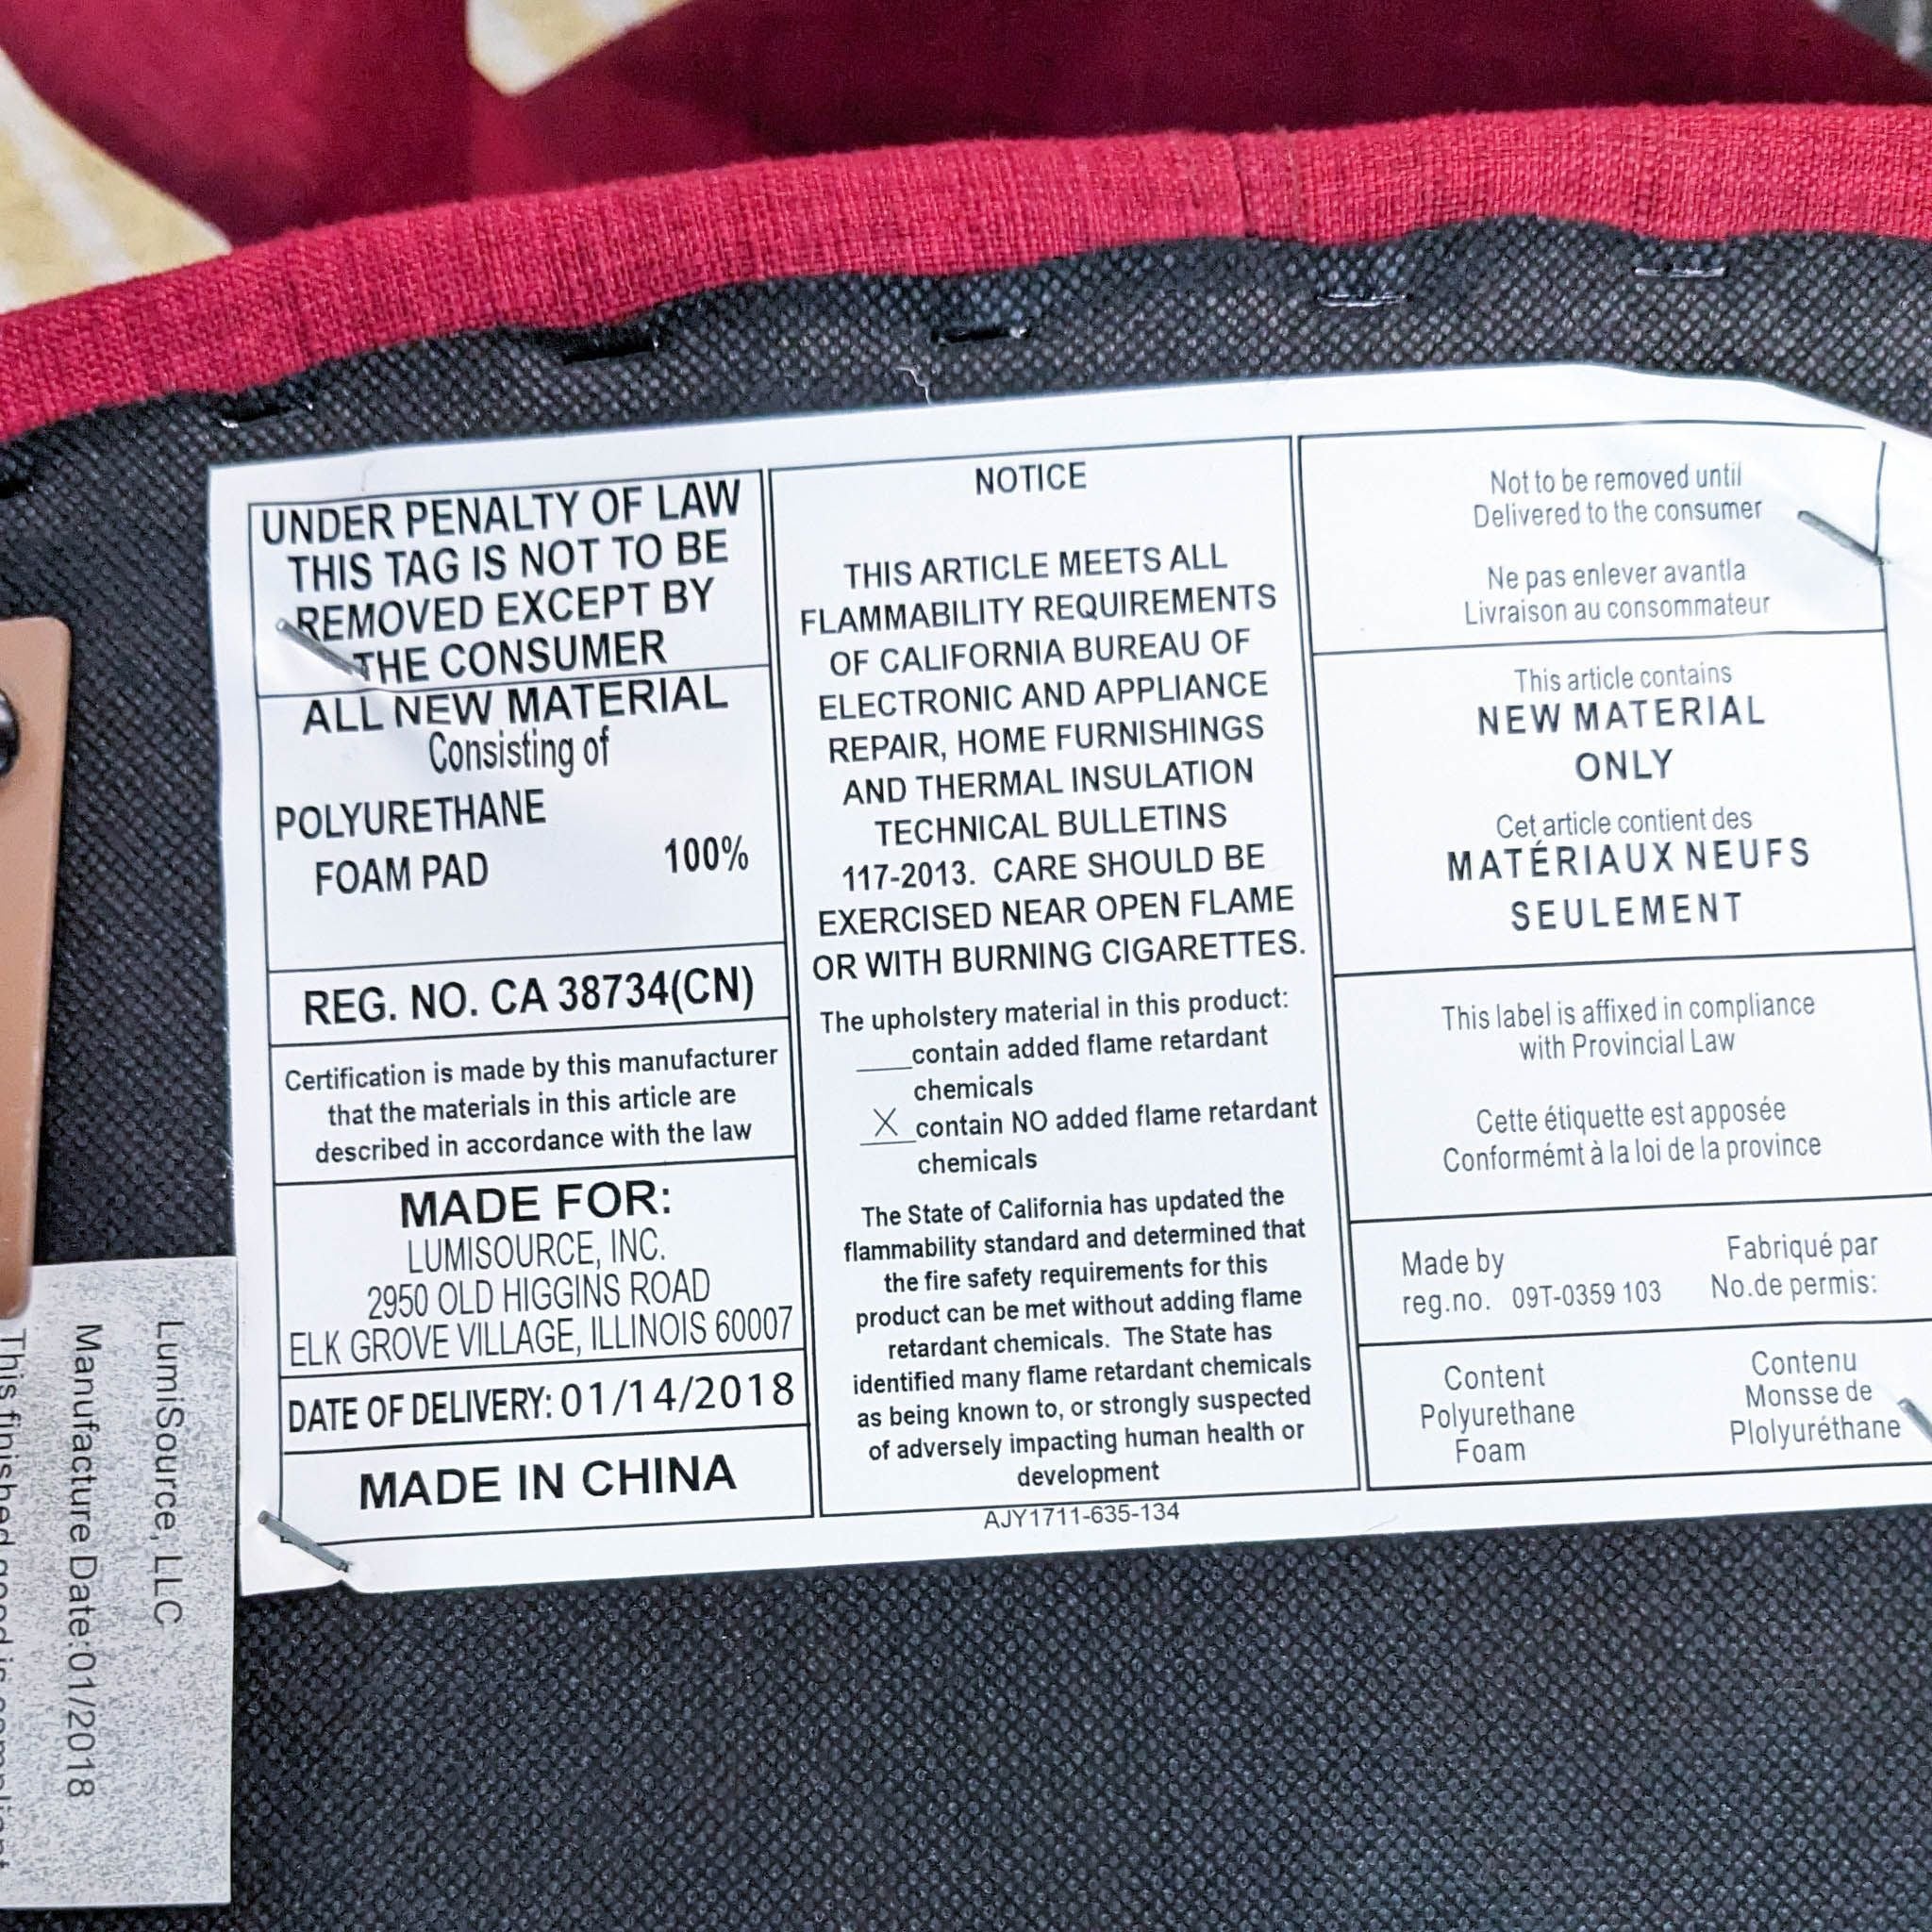 UNDER PENALTY OF LAW
THIS TAG IS NOT TO BE
REMOVED EXCEPT BY
THE CONSUMER
ALL NEW MATERIAL
Consisting of
POLYURETHANE
FOAM PAD 100%
REG. NO. CA 38734(CN)
Certification is made by this manufacturer
that the materials in this article are
described in accordance with the law
MADE FOR:
LUMISOURCE, INC.
2950 OLD HIGGINS ROAD
ELK GROVE VILLAGE, ILLINOIS 60007
DATE OF DELIVERY: 01/14/2018
MADE IN CHINA
NOTICE
THIS ARTICLE MEETS ALL
FLAMMABILITY REQUIREMENTS
OF CALIFORNIA BUREAU OF
ELECTRONIC AND APPLIANCE
REPAIR, HOME FURNISHINGS
AND THERMAL INSULATION
TECHNICAL BULLETINS
117-2013. CARE SHOULD BE
EXERCISED NEAR OPEN FLAME
OR WITH BURNING CIGARETTES.
The upholstery material in this product:
___contain added flame retardant
chemicals
X contain NO added flame retardant
chemicals
The State of California has updated the
flammability standard and determined that
the fire safety requirements for this
product can be met without adding flame
retardant chemicals. The State has
identified many flame retardant chemicals
as being known to, or strongly suspected
of adversely impacting human health or
development
AJY1711-635-134
Not to be removed until
Delivered to the consumer
Ne pas enlever avantla
Livraison au consommateur
This article contains
NEW MATERIAL
ONLY
Cet article contient des
MATÉRIAUX NEUFS
SEULEMENT
This label is affixed in compliance
with Provincial Law
Cette étiquette est apposée
Conformémt à la loi de la province
Made by
reg.no. 09T-0359 103
Fabriqué par
No.de permis:
Content
Polyurethane
Foam
Contenu
Monsse de
Plolyuréthane
LumiSource, LLC
Manufacture Date:01/2018
This finished good is compliant